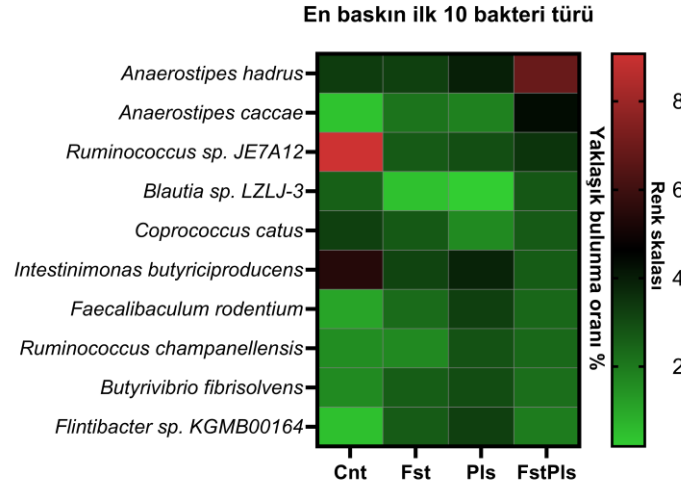 En baskın ilk 10 bakteri türü
Anaerostipes hadrus
Anaerostipes caccae
Ruminococcus sp. JE7A12
Blautia sp. LZLJ-3
Coprococcus catus
Intestinimonas butyriciproducens
Faecalibaculum rodentium
Ruminococcus champanellensis
Butyrivibrio fibrisolvens
Flintibacter sp. KGMB00164
Cnt Fst Pls FstPls
Yaklaşık bulunma oranı %
Renk skalası
8
6
4
2